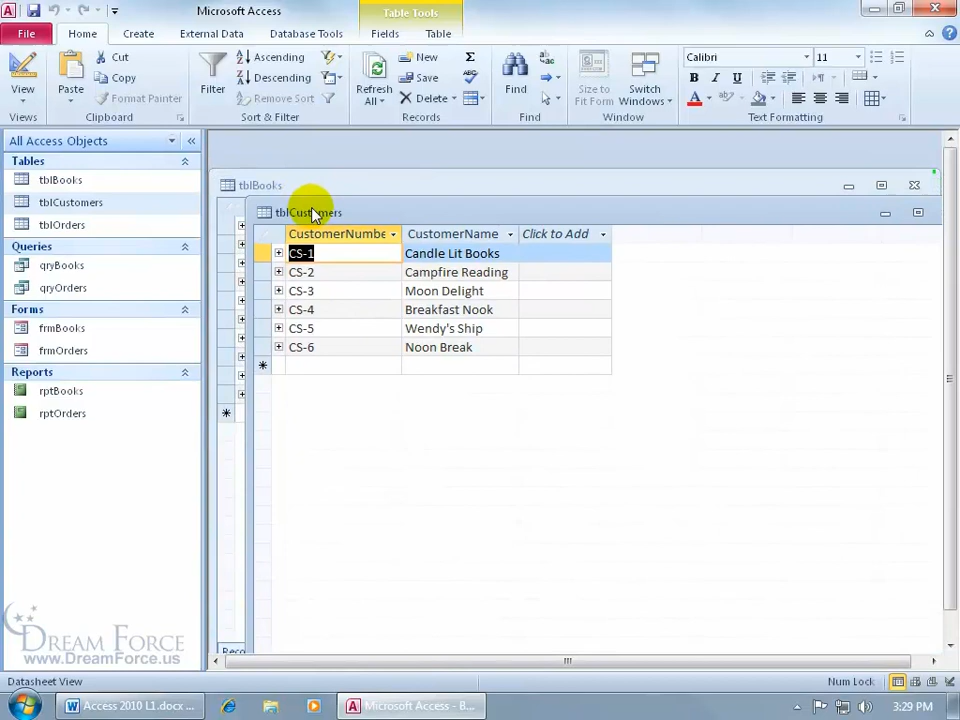 Microsoft Access
Table Tools
File
Home
Create
External Data
Database Tools
Fields
Table
View
Views
Paste
Cut
Copy
Format Painter
Clipboard
Filter
Ascending
Descending
Remove Sort
Sort & Filter
Refresh
All
New
Save
Delete
Records
Find
Find
Size to
Fit Form
Switch
Windows
Window
Calibri
11
B I U
Text Formatting
All Access Objects
Tables
tblBooks
tblCustomers
tblOrders
Queries
qryBooks
qryOrders
Forms
frmBooks
frmOrders
Reports
rptBooks
rptOrders
tblBooks
tblCustomers
CustomerNumbe CustomerName Click to Add
CS-1 Candle Lit Books
CS-2 Campfire Reading
CS-3 Moon Delight
CS-4 Breakfast Nook
CS-5 Wendy's Ship
CS-6 Noon Break
Reco
DREAM FORCE
www.DreamForce.us
Datasheet View
Num Lock
Access 2010 L1.docx ...
Microsoft Access - B...
3:29 PM